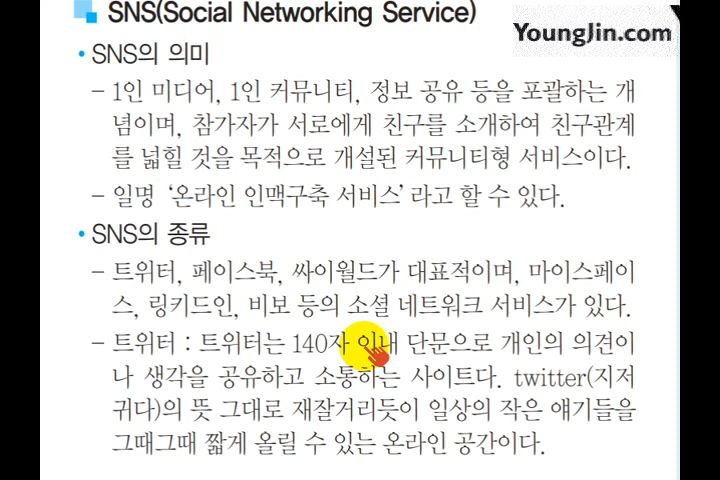 SNS(Social Networking Service)
YoungJin.com
• SNS의 의미
– 1인 미디어, 1인 커뮤니티, 정보 공유 등을 포괄하는 개
념이며, 참가자가 서로에게 친구를 소개하여 친구관계
를 넓힐 것을 목적으로 개설된 커뮤니티형 서비스이다.
– 일명 ‘온라인 인맥구축 서비스’라고 할 수 있다.
• SNS의 종류
– 트위터, 페이스북, 싸이월드가 대표적이며, 마이스페이
스, 링키드인, 비보 등의 소셜 네트워크 서비스가 있다.
– 트위터 : 트위터는 140자 이내 단문으로 개인의 의견이
나 생각을 공유하고 소통하는 사이트다. twitter(지저
귀다)의 뜻 그대로 재잘거리듯이 일상의 작은 얘기들을
그때그때 짧게 올릴 수 있는 온라인 공간이다.